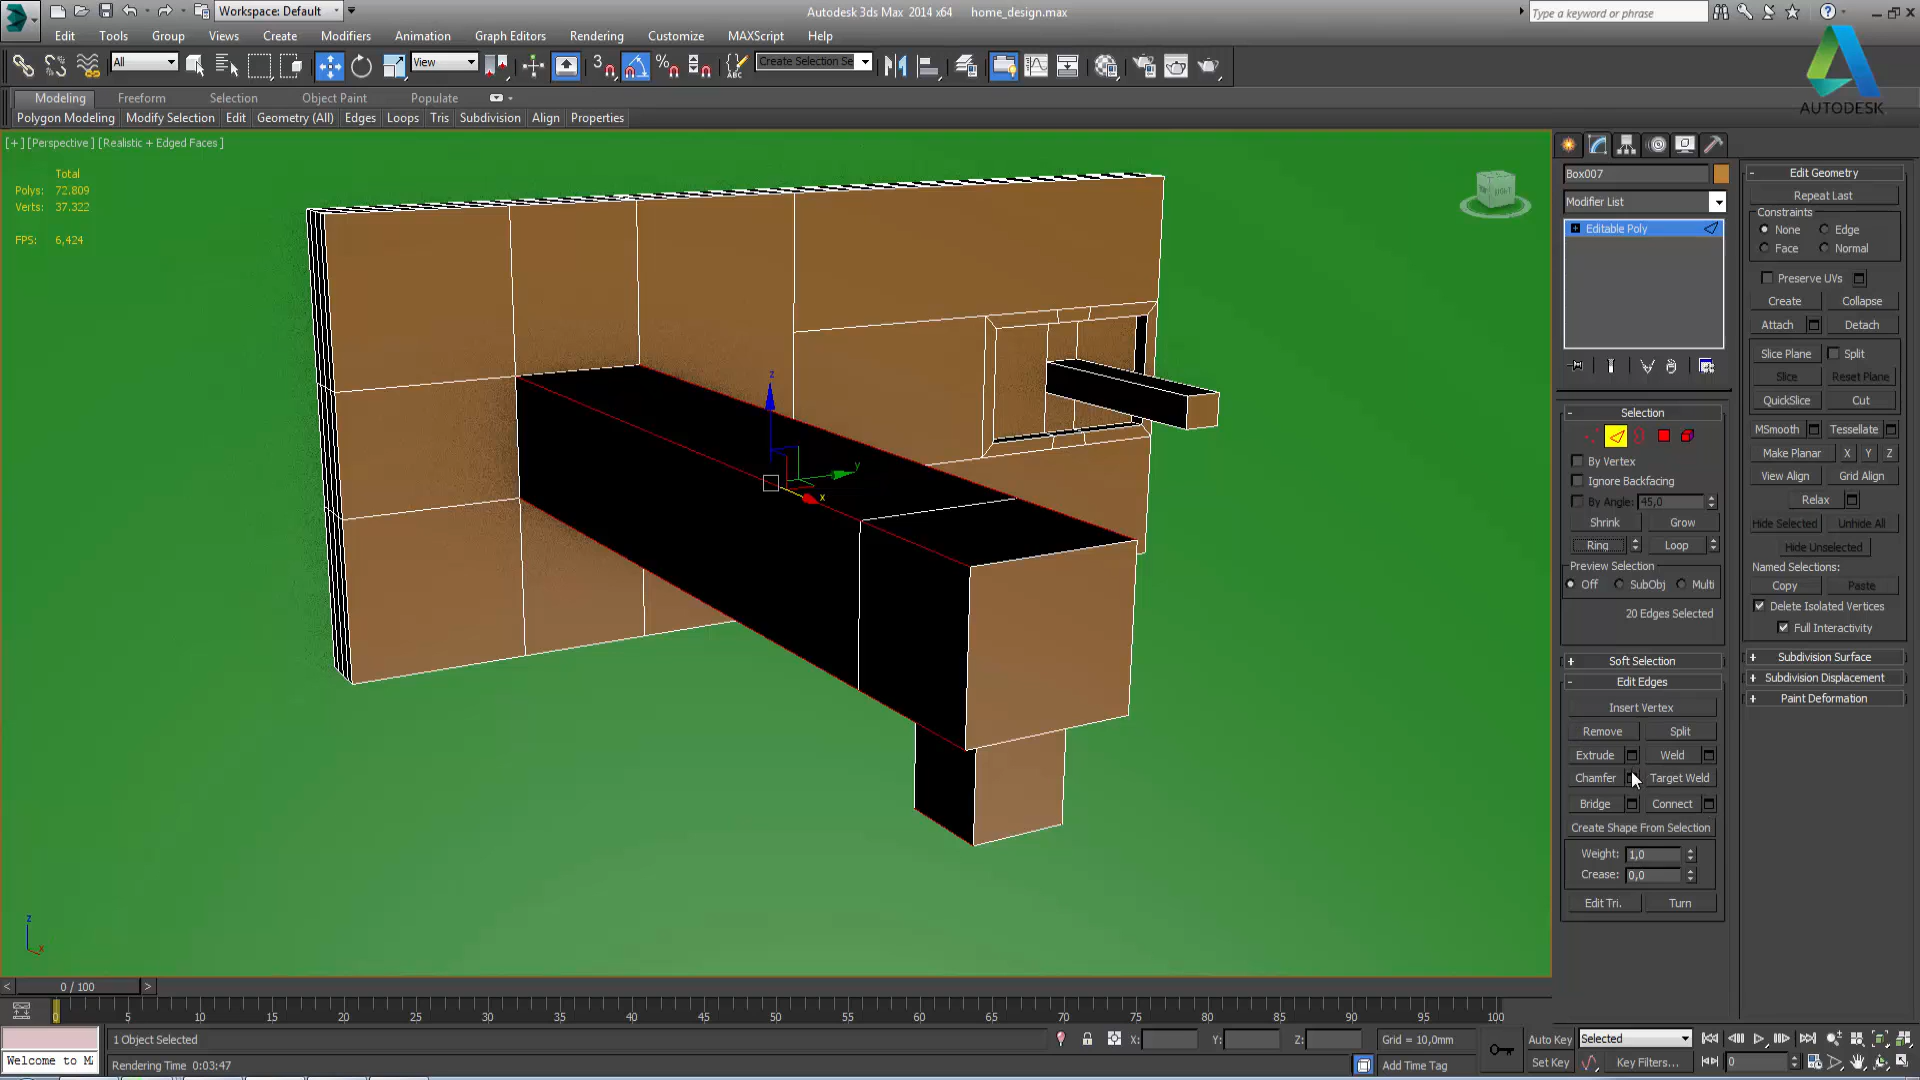 Workspace: Default
Autodesk 3ds Max 2014 x64 home_design.max
Type a keyword or phrase
Edit Tools Group Views Create Modifiers Animation Graph Editors Rendering Customize MAXScript Help
All
View
3
Create Selection Se
AUTODESK
Modeling Freeform Selection Object Paint Populate
Polygon Modeling Modify Selection Edit Geometry (All) Edges Loops Tris Subdivision Align Properties
[+] [Perspective] [Realistic + Edged Faces]
Total
Polys: 72.809
Verts: 37.322
FPS: 6,424
z
y
x
RIGHT
z
x
Box007
Modifier List
Editable Poly
Selection
By Vertex
Ignore Backfacing
By Angle: 45,0
Shrink Grow
Ring Loop
Preview Selection
Off SubObj Multi
20 Edges Selected
Soft Selection
Edit Edges
Insert Vertex
Remove Split
Extrude Weld
Chamfer Target Weld
Bridge Connect
Create Shape From Selection
Weight: 1,0
Crease: 0,0
Edit Tri. Turn
Edit Geometry
Repeat Last
Constraints
None Edge
Face Normal
Preserve UVs
Create Collapse
Attach Detach
Slice Plane Split
Slice Reset Plane
QuickSlice Cut
MSmooth Tessellate
Make Planar X Y Z
View Align Grid Align
Relax
Hide Selected Unhide All
Hide Unselected
Named Selections:
Copy Paste
Delete Isolated Vertices
Full Interactivity
Subdivision Surface
Subdivision Displacement
Paint Deformation
< 0 / 100 >
0 5 10 15 20 25 30 35 40 45 50 55 60 65 70 75 80 85 90 95 100
1 Object Selected
X: Y: Z: Grid = 10,0mm
Auto Key Selected
Welcome to M
Rendering Time 0:03:47
Add Time Tag
Set Key Key Filters... 0